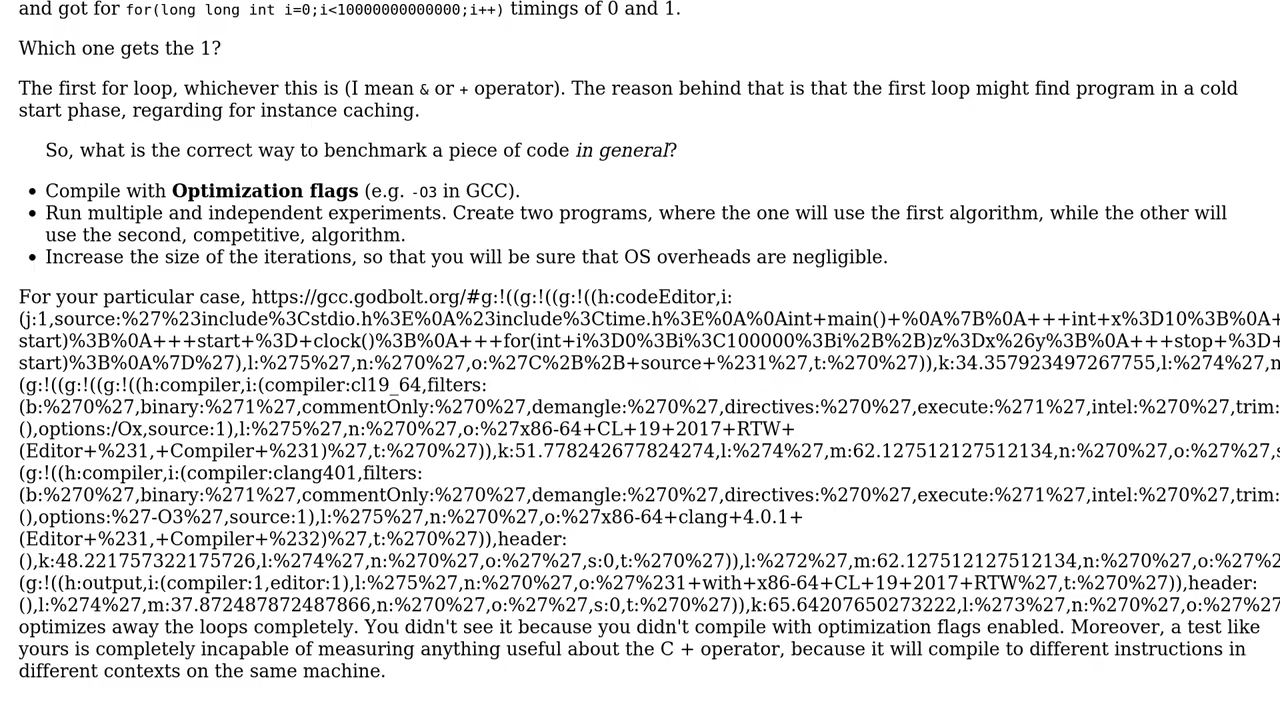 and got for for(long long int i=0;i<10000000000000;i++) timings of 0 and 1.
Which one gets the 1?
The first for loop, whichever this is (I mean & or + operator). The reason behind that is that the first loop might find program in a cold
start phase, regarding for instance caching.
So, what is the correct way to benchmark a piece of code in general?
• Compile with Optimization flags (e.g. -O3 in GCC).
• Run multiple and independent experiments. Create two programs, where the one will use the first algorithm, while the other will
use the second, competitive, algorithm.
• Increase the size of the iterations, so that you will be sure that OS overheads are negligible.
For your particular case, https://gcc.godbolt.org/#g:!((g:!((g:!((h:codeEditor,i:
(j:1,source:%27%23include%3Cstdio.h%3E%0A%23include%3Ctime.h%3E%0A%0Aint+main()+%0A%7B%0A+++int+x%3D10%3B%0A+
start)%3B%0A+++start+%3D+clock()%3B%0A+++for(int+i%3D0%3Bi%3C100000%3Bi%2B%2B)z%3Dx%26y%3B%0A+++stop+%3D+
start)%3B%0A%7D%27),l:%275%27,n:%270%27,o:%27C%2B%2B+source+%231%27,t:%270%27)),k:34.357923497267755,l:%274%27,n
(g:!((g:!((g:!((h:compiler,i:(compiler:cl19_64,filters:
(b:%270%27,binary:%271%27,commentOnly:%270%27,demangle:%270%27,directives:%270%27,execute:%271%27,intel:%270%27,trim:
(),options:/Ox,source:1),l:%275%27,n:%270%27,o:%27x86-64+CL+19+2017+RTW+
(Editor+%231,+Compiler+%231)%27,t:%270%27)),k:51.778242677824274,l:%274%27,m:62.127512127512134,n:%270%27,o:%27%27,s
(g:!((h:compiler,i:(compiler:clang401,filters:
(b:%270%27,binary:%271%27,commentOnly:%270%27,demangle:%270%27,directives:%270%27,execute:%271%27,intel:%270%27,trim:
(),options:%27-O3%27,source:1),l:%275%27,n:%270%27,o:%27x86-64+clang+4.0.1+
(Editor+%231,+Compiler+%232)%27,t:%270%27)),header:
(),k:48.221757322175726,l:%274%27,n:%270%27,o:%27%27,s:0,t:%270%27)),l:%272%27,m:62.127512127512134,n:%270%27,o:%27%2
(g:!((h:output,i:(compiler:1,editor:1),l:%275%27,n:%270%27,o:%27%231+with+x86-64+CL+19+2017+RTW%27,t:%270%27)),header:
(),l:%274%27,m:37.872487872487866,n:%270%27,o:%27%27,s:0,t:%270%27)),k:65.64207650273222,l:%273%27,n:%270%27,o:%27%27
optimizes away the loops completely. You didn't see it because you didn't compile with optimization flags enabled. Moreover, a test like
yours is completely incapable of measuring anything useful about the C + operator, because it will compile to different instructions in
different contexts on the same machine.